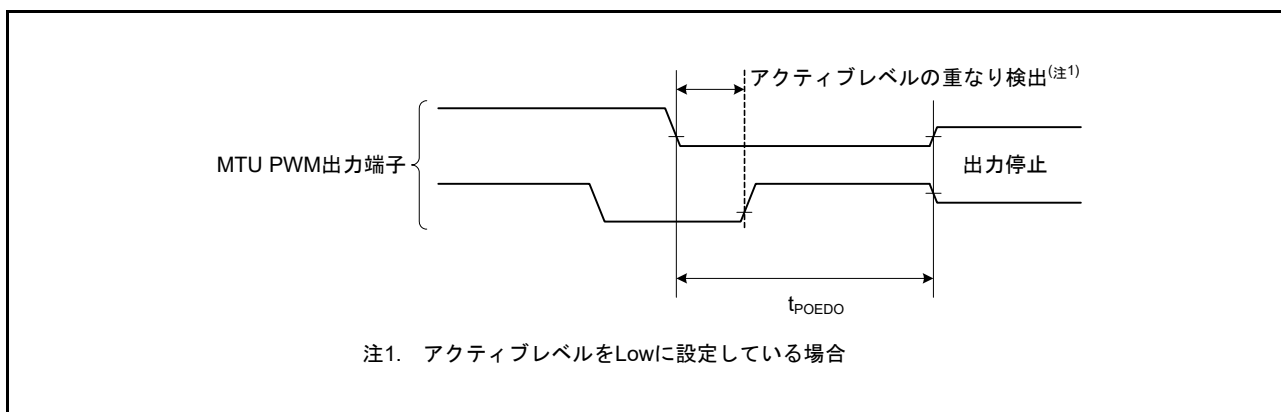 アクティブレベルの重なり検出(注1)
MTU PWM出力端子
出力停止
tPOEDO
注1. アクティブレベルをLowに設定している場合